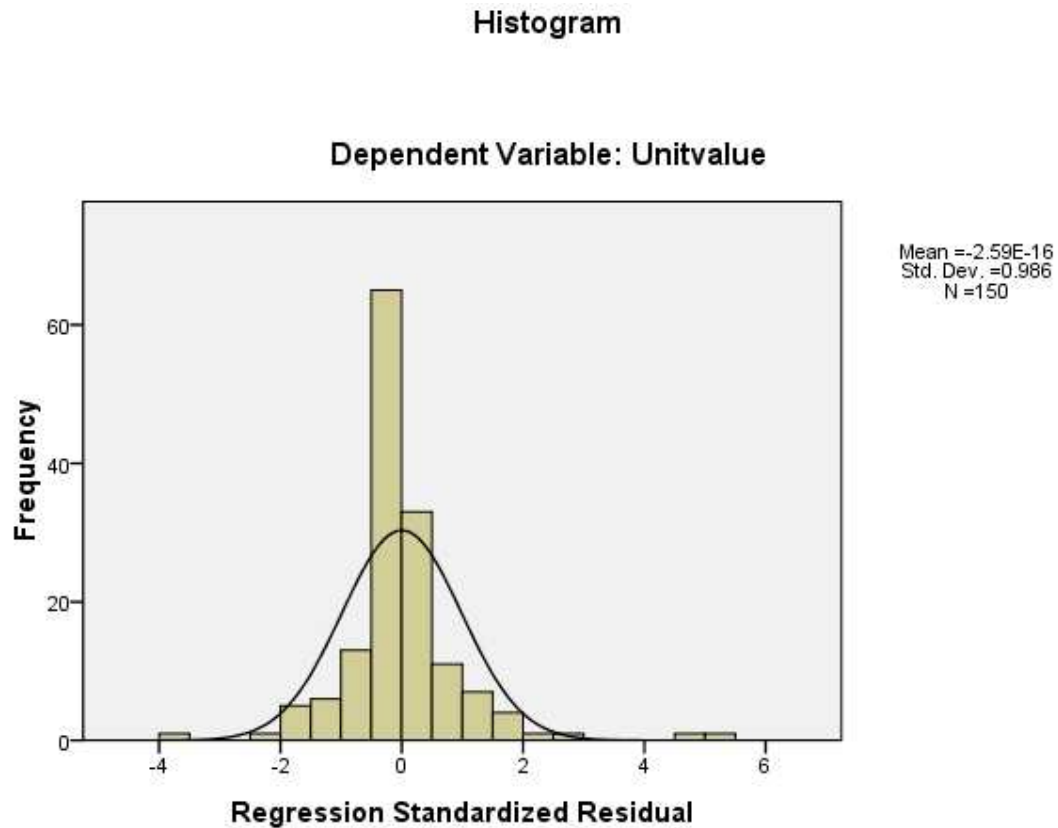 Histogram
Dependent Variable: Unitvalue
Mean =-2.59E-16
Std. Dev. =0.986
N =150
60
40
20
0
Frequency
-4
-2
0
2
4
6
Regression Standardized Residual